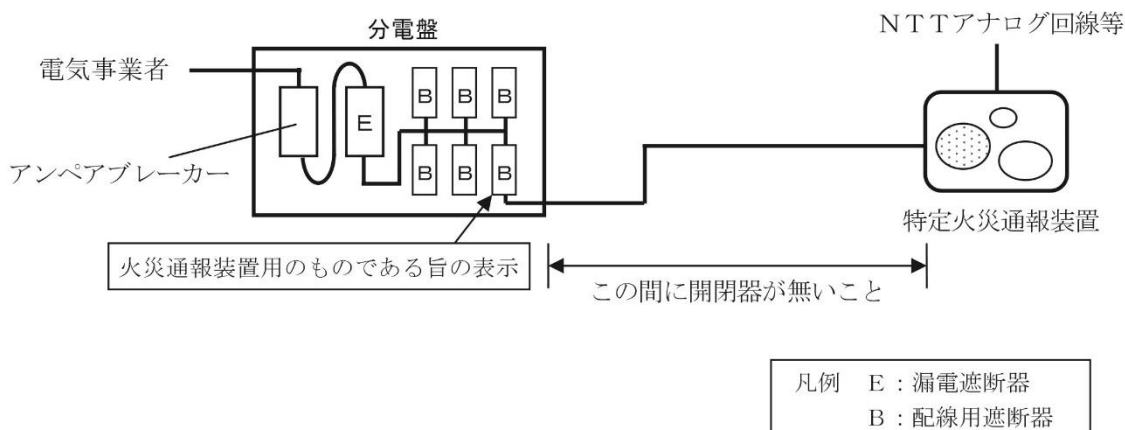 分電盤
NTTアナログ回線等
電気事業者
E
B
B
B
B
B
B
アンペアブレーカー
特定火災通報装置
火災通報装置用のものである旨の表示
この間に開閉器が無いこと
凡例 E：漏電遮断器
B：配線用遮断器